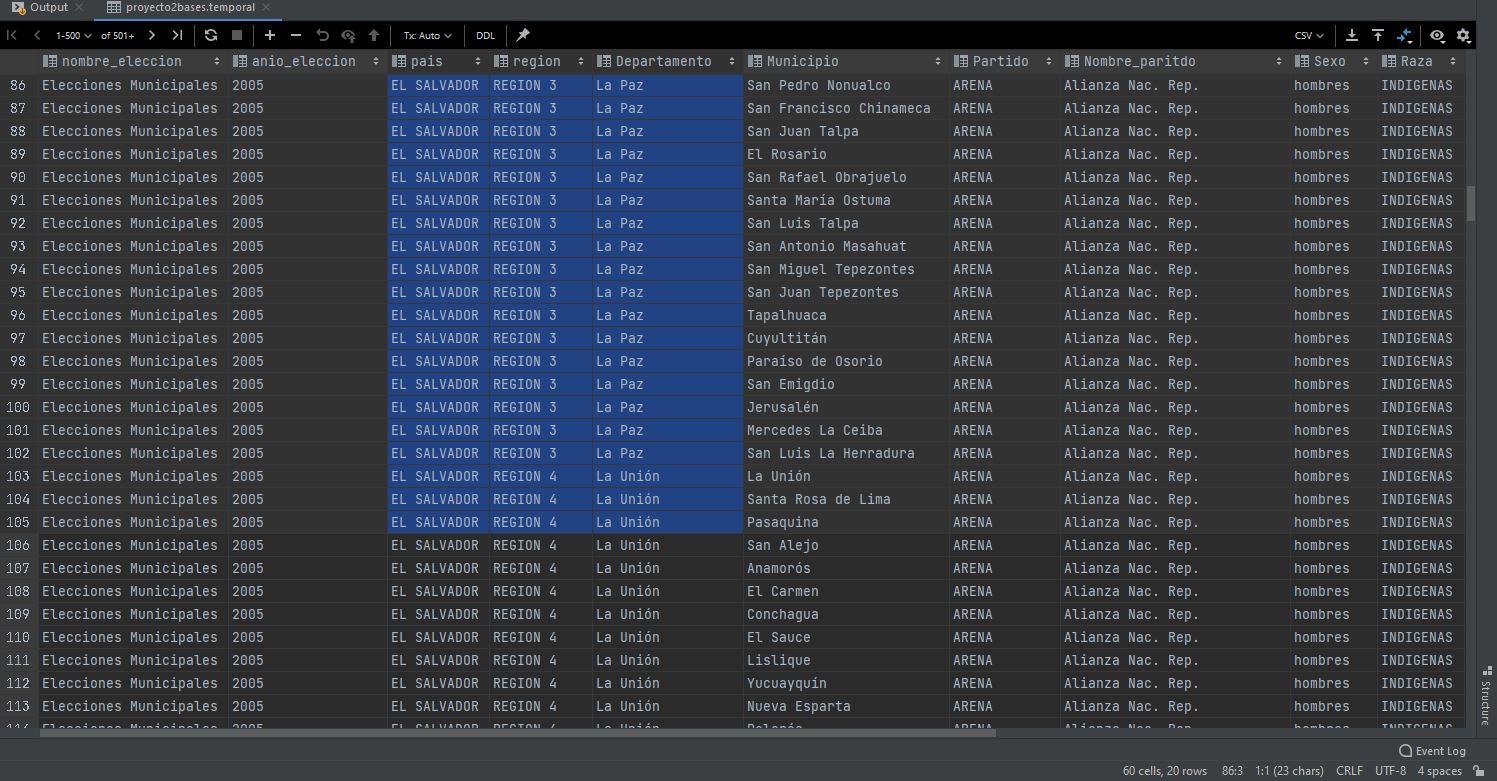 Output
proyecto2bases.temporal
1-500 of 501+ Tx: Auto DDL CSV
nombre_eleccion anio_eleccion pais region Departamento Municipio Partido Nombre_paritdo Sexo Raza
86 Elecciones Municipales 2005 EL SALVADOR REGION 3 La Paz San Pedro Nonualco ARENA Alianza Nac. Rep. hombres INDIGENAS
87 Elecciones Municipales 2005 EL SALVADOR REGION 3 La Paz San Francisco Chinameca ARENA Alianza Nac. Rep. hombres INDIGENAS
88 Elecciones Municipales 2005 EL SALVADOR REGION 3 La Paz San Juan Talpa ARENA Alianza Nac. Rep. hombres INDIGENAS
89 Elecciones Municipales 2005 EL SALVADOR REGION 3 La Paz El Rosario ARENA Alianza Nac. Rep. hombres INDIGENAS
90 Elecciones Municipales 2005 EL SALVADOR REGION 3 La Paz San Rafael Obrajuelo ARENA Alianza Nac. Rep. hombres INDIGENAS
91 Elecciones Municipales 2005 EL SALVADOR REGION 3 La Paz Santa María Ostuma ARENA Alianza Nac. Rep. hombres INDIGENAS
92 Elecciones Municipales 2005 EL SALVADOR REGION 3 La Paz San Luis Talpa ARENA Alianza Nac. Rep. hombres INDIGENAS
93 Elecciones Municipales 2005 EL SALVADOR REGION 3 La Paz San Antonio Masahuat ARENA Alianza Nac. Rep. hombres INDIGENAS
94 Elecciones Municipales 2005 EL SALVADOR REGION 3 La Paz San Miguel Tepezontes ARENA Alianza Nac. Rep. hombres INDIGENAS
95 Elecciones Municipales 2005 EL SALVADOR REGION 3 La Paz San Juan Tepezontes ARENA Alianza Nac. Rep. hombres INDIGENAS
96 Elecciones Municipales 2005 EL SALVADOR REGION 3 La Paz Tapalhuaca ARENA Alianza Nac. Rep. hombres INDIGENAS
97 Elecciones Municipales 2005 EL SALVADOR REGION 3 La Paz Cuyultitán ARENA Alianza Nac. Rep. hombres INDIGENAS
98 Elecciones Municipales 2005 EL SALVADOR REGION 3 La Paz Paraíso de Osorio ARENA Alianza Nac. Rep. hombres INDIGENAS
99 Elecciones Municipales 2005 EL SALVADOR REGION 3 La Paz San Emigdio ARENA Alianza Nac. Rep. hombres INDIGENAS
100 Elecciones Municipales 2005 EL SALVADOR REGION 3 La Paz Jerusalén ARENA Alianza Nac. Rep. hombres INDIGENAS
101 Elecciones Municipales 2005 EL SALVADOR REGION 3 La Paz Mercedes La Ceiba ARENA Alianza Nac. Rep. hombres INDIGENAS
102 Elecciones Municipales 2005 EL SALVADOR REGION 3 La Paz San Luis La Herradura ARENA Alianza Nac. Rep. hombres INDIGENAS
103 Elecciones Municipales 2005 EL SALVADOR REGION 4 La Unión La Unión ARENA Alianza Nac. Rep. hombres INDIGENAS
104 Elecciones Municipales 2005 EL SALVADOR REGION 4 La Unión Santa Rosa de Lima ARENA Alianza Nac. Rep. hombres INDIGENAS
105 Elecciones Municipales 2005 EL SALVADOR REGION 4 La Unión Pasaquina ARENA Alianza Nac. Rep. hombres INDIGENAS
106 Elecciones Municipales 2005 EL SALVADOR REGION 4 La Unión San Alejo ARENA Alianza Nac. Rep. hombres INDIGENAS
107 Elecciones Municipales 2005 EL SALVADOR REGION 4 La Unión Anamorós ARENA Alianza Nac. Rep. hombres INDIGENAS
108 Elecciones Municipales 2005 EL SALVADOR REGION 4 La Unión El Carmen ARENA Alianza Nac. Rep. hombres INDIGENAS
109 Elecciones Municipales 2005 EL SALVADOR REGION 4 La Unión Conchagua ARENA Alianza Nac. Rep. hombres INDIGENAS
110 Elecciones Municipales 2005 EL SALVADOR REGION 4 La Unión El Sauce ARENA Alianza Nac. Rep. hombres INDIGENAS
111 Elecciones Municipales 2005 EL SALVADOR REGION 4 La Unión Lislique ARENA Alianza Nac. Rep. hombres INDIGENAS
112 Elecciones Municipales 2005 EL SALVADOR REGION 4 La Unión Yucuayquín ARENA Alianza Nac. Rep. hombres INDIGENAS
113 Elecciones Municipales 2005 EL SALVADOR REGION 4 La Unión Nueva Esparta ARENA Alianza Nac. Rep. hombres INDIGENAS
Structure
Event Log
60 cells, 20 rows 86:3 1:1 (23 chars) CRLF UTF-8 4 spaces